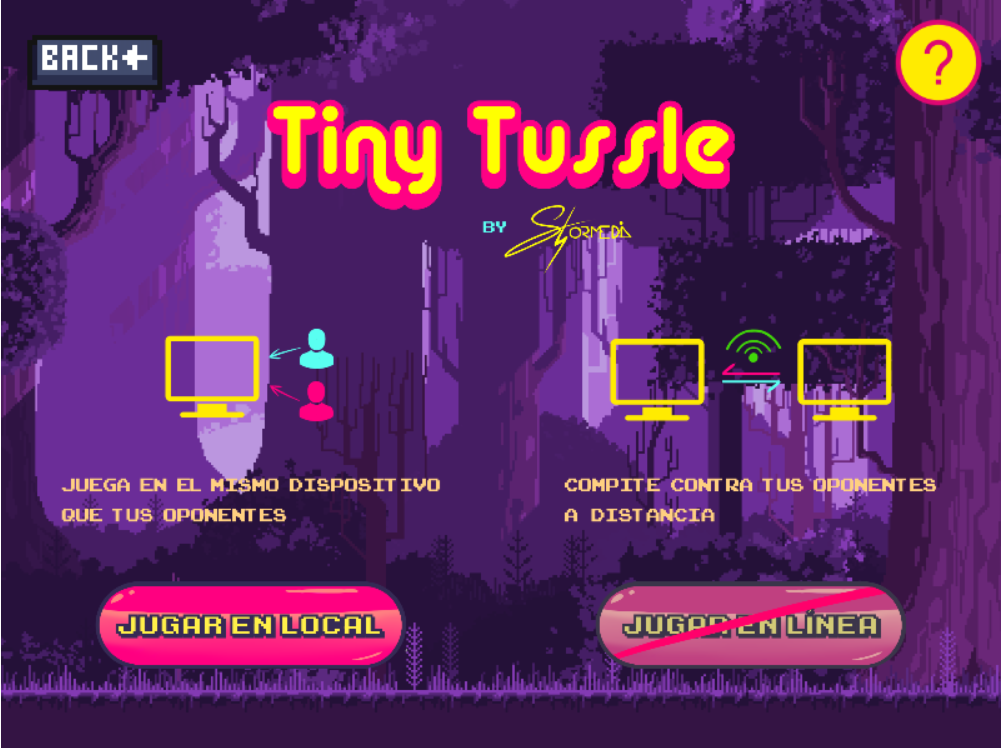 BACK
?
Tiny Tussle
BY Stormedia
JUEGA EN EL MISMO DISPOSITIVO
QUE TUS OPONENTES
COMPITE CONTRA TUS OPONENTES
A DISTANCIA
JUGAR EN LOCAL
JUGAR EN LÍNEA